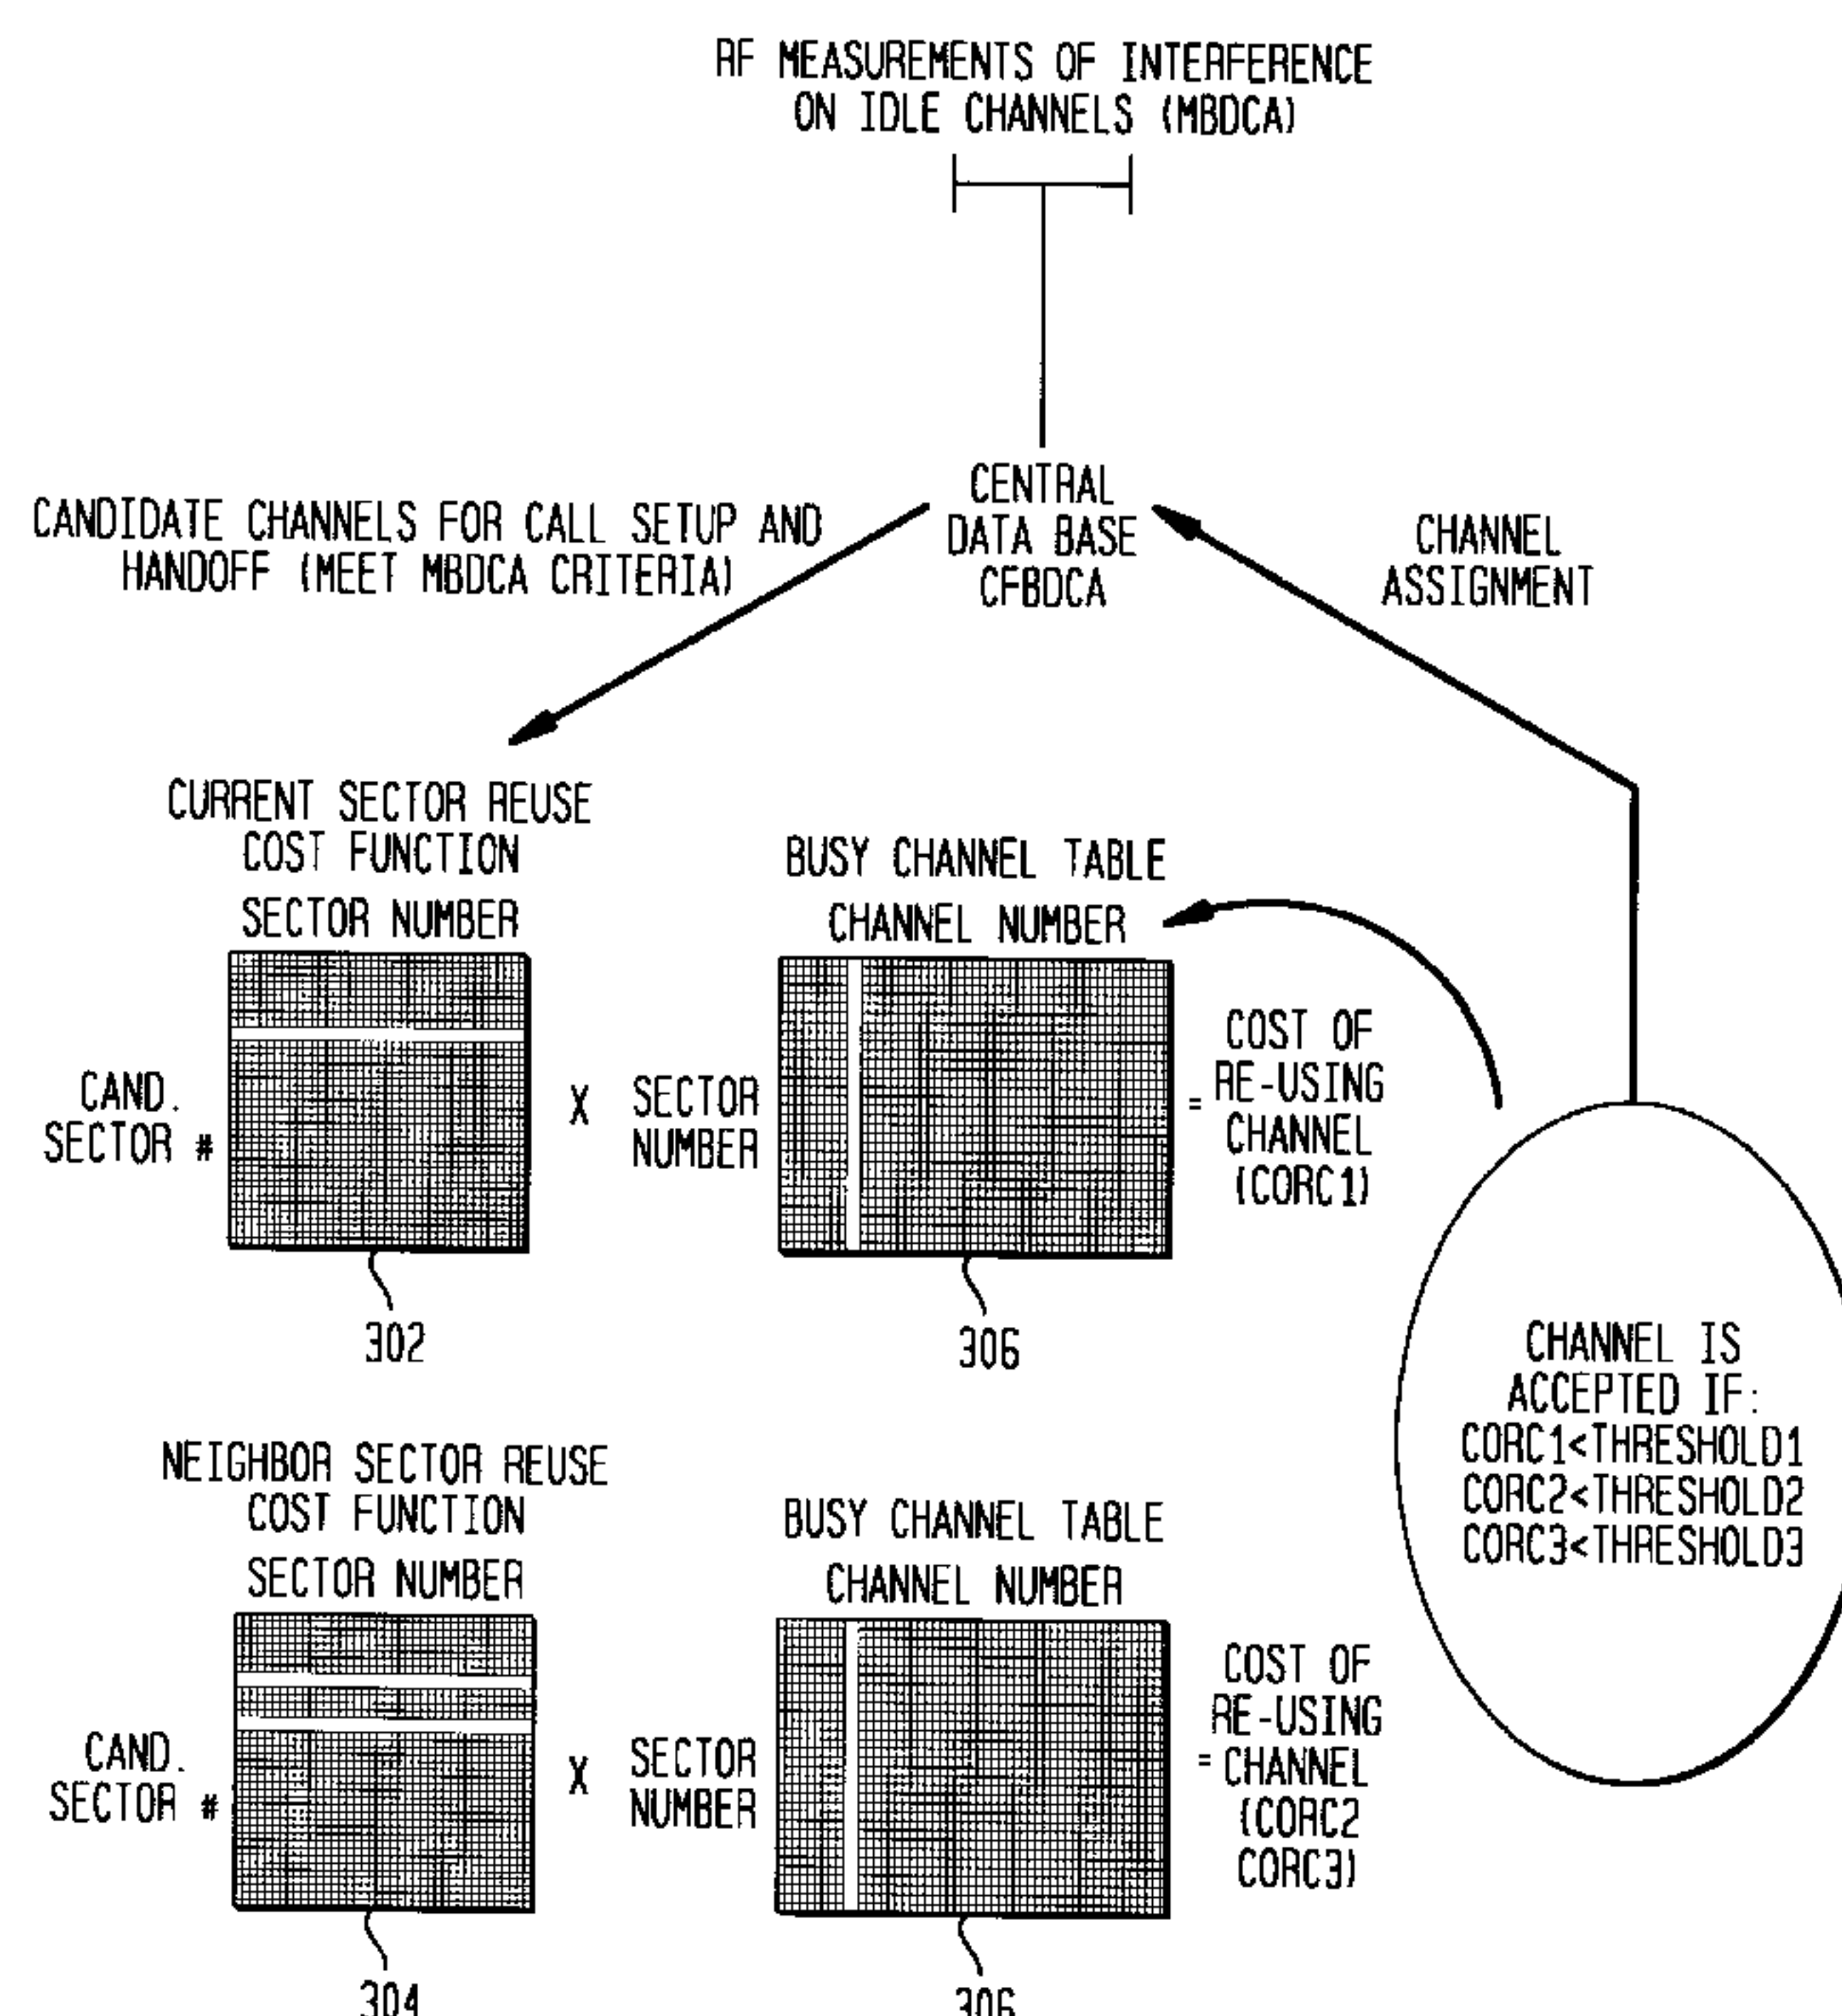 RF MEASUREMENTS OF INTERFERENCE
ON IDLE CHANNELS (MBDCA)
CENTRAL
DATA BASE
CFBDCA
CANDIDATE CHANNELS FOR CALL SETUP AND
HANDOFF (MEET MBDCA CRITERIA)
CHANNEL
ASSIGNMENT
CURRENT SECTOR REUSE
COST FUNCTION
SECTOR NUMBER
BUSY CHANNEL TABLE
CHANNEL NUMBER
CAND.
SECTOR #
X
SECTOR
NUMBER
=
COST OF
RE-USING
CHANNEL
(CORC1)
302
306
CHANNEL IS
ACCEPTED IF:
CORC1<THRESHOLD1
CORC2<THRESHOLD2
CORC3<THRESHOLD3
NEIGHBOR SECTOR REUSE
COST FUNCTION
SECTOR NUMBER
BUSY CHANNEL TABLE
CHANNEL NUMBER
CAND.
SECTOR #
X
SECTOR
NUMBER
=
COST OF
RE-USING
CHANNEL
(CORC2
CORC3)
304
306